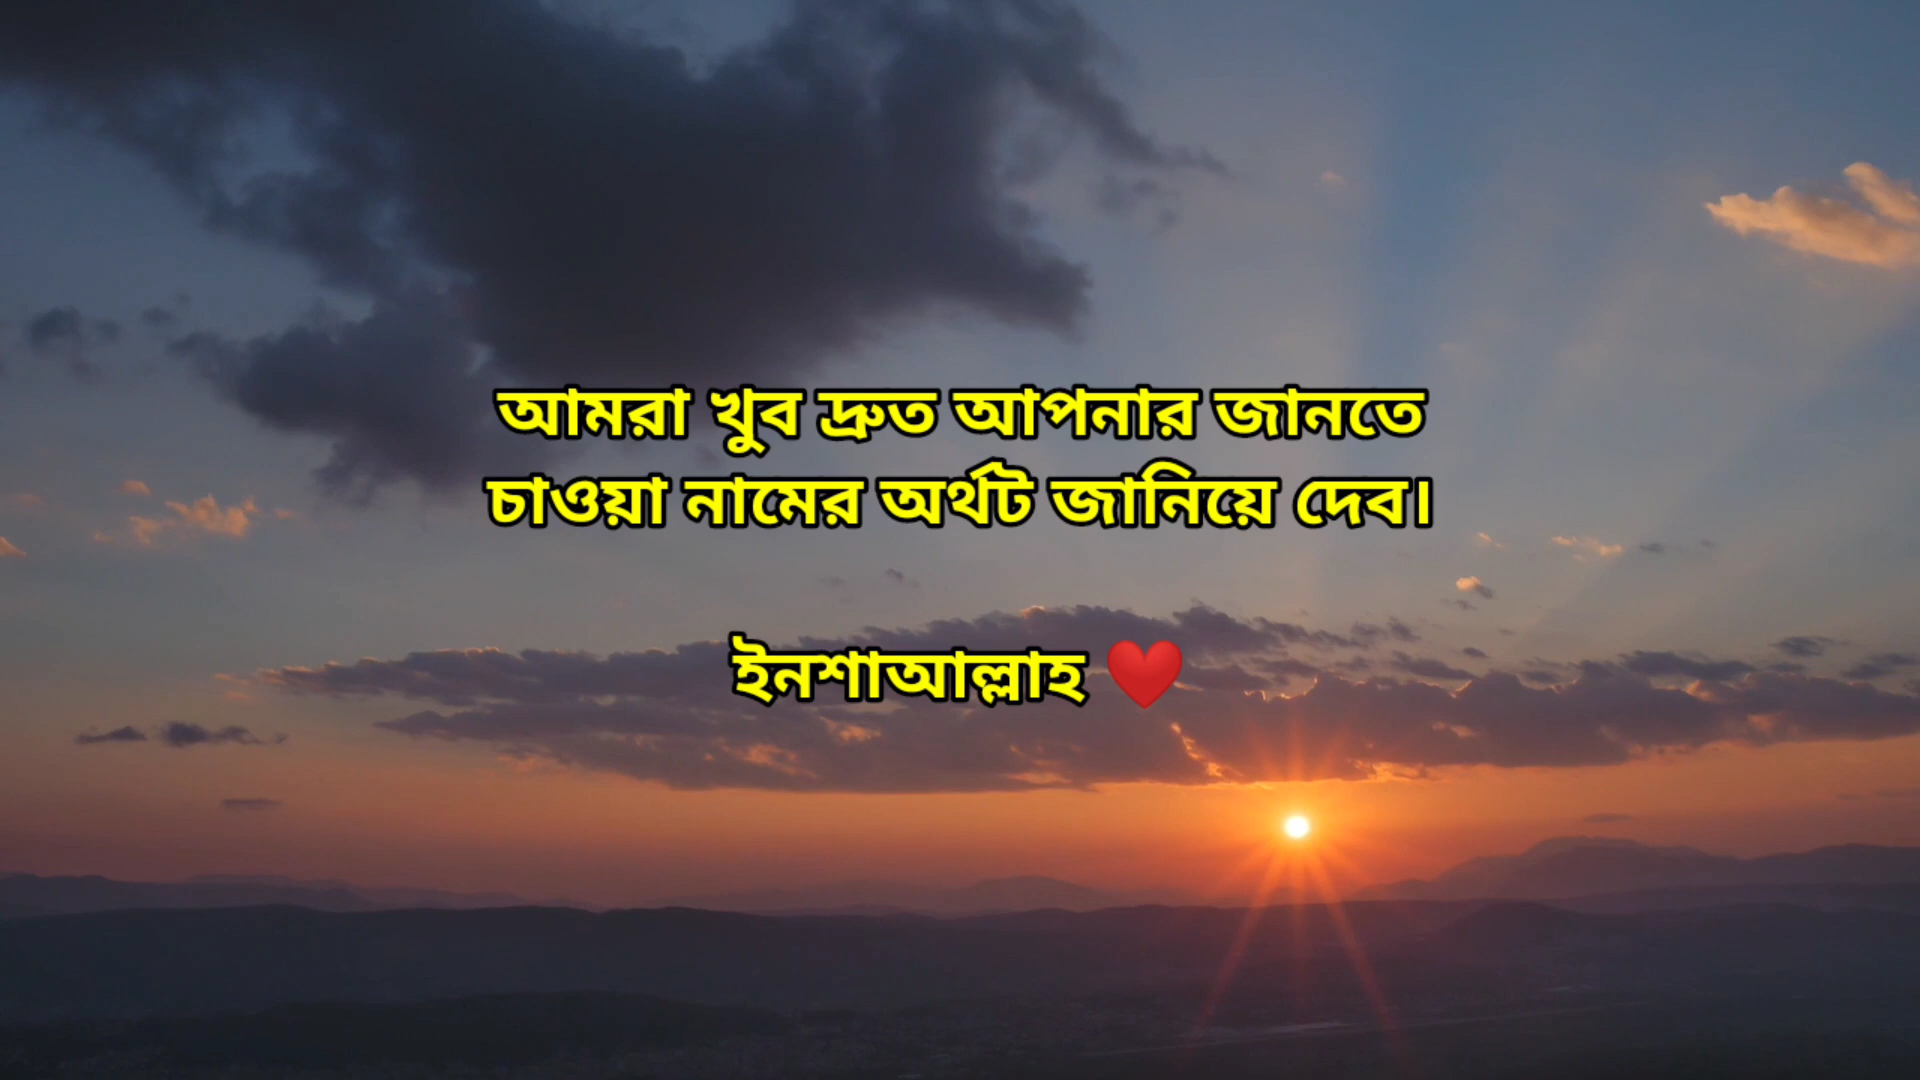 আমরা খুব দ্রুত আপনার জানতে
চাওয়া নামের অর্থট জানিয়ে দেব।
ইনশাআল্লাহ ❤️